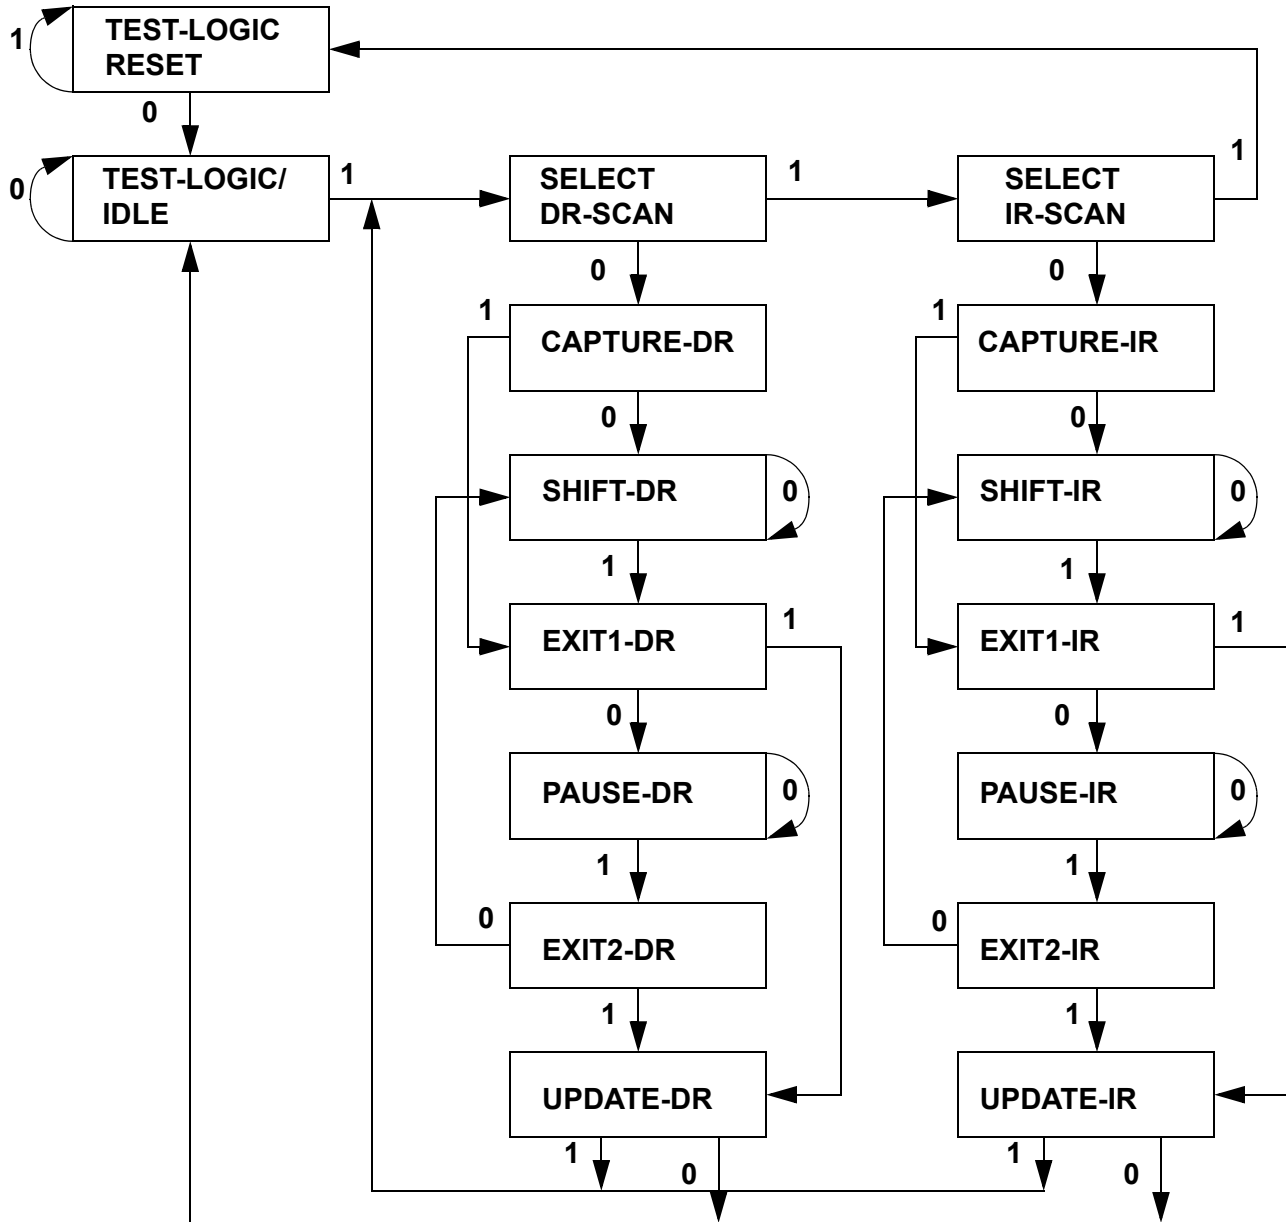 TEST-LOGIC
RESET
1
0
TEST-LOGIC/
IDLE
0
1
SELECT
DR-SCAN
1
SELECT
IR-SCAN
1
0
0
1
CAPTURE-DR
1
CAPTURE-IR
0
0
SHIFT-DR
0
SHIFT-IR
0
1
1
EXIT1-DR
1
EXIT1-IR
1
0
0
PAUSE-DR
0
PAUSE-IR
0
1
1
0
EXIT2-DR
0
EXIT2-IR
1
1
UPDATE-DR
UPDATE-IR
1
0
1
0